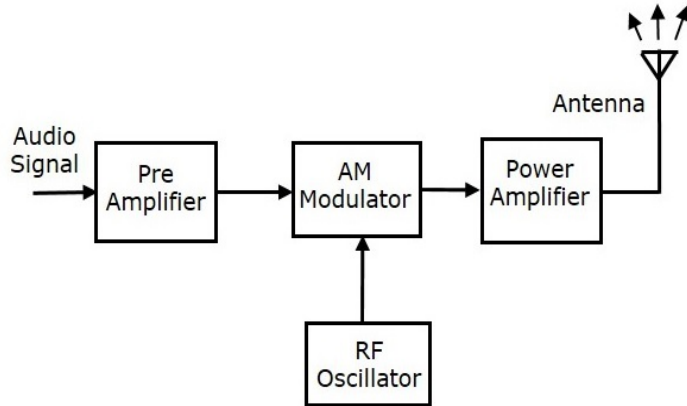 Audio
Signal
Pre
Amplifier
AM
Modulator
Power
Amplifier
Antenna
RF
Oscillator